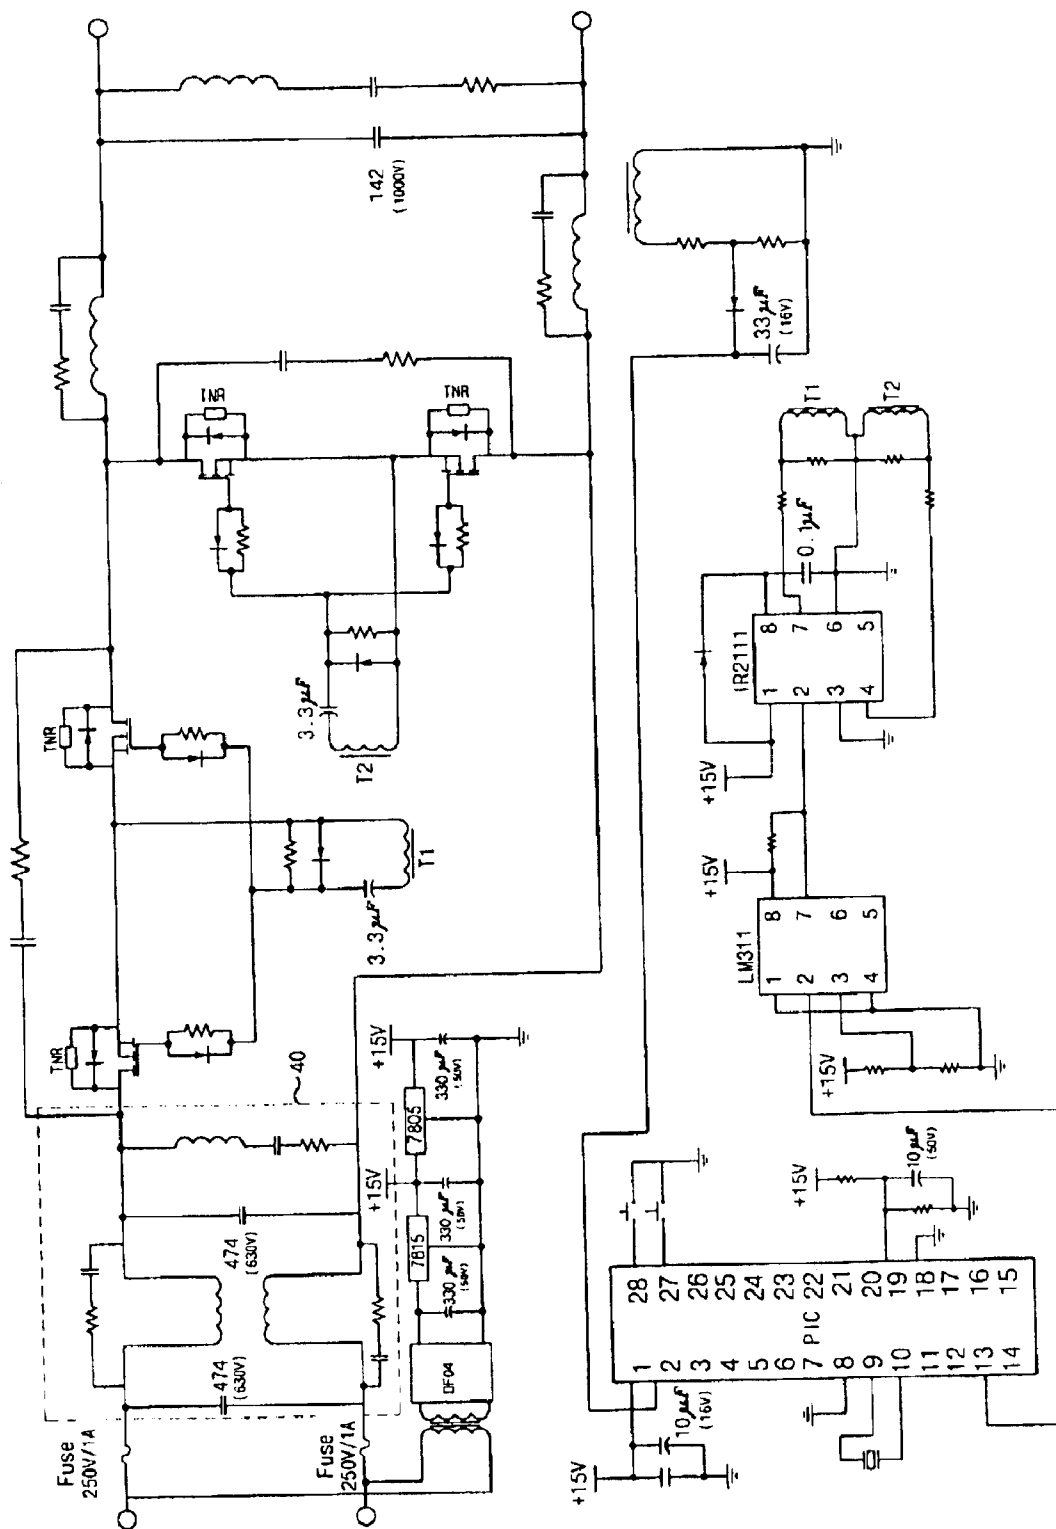 142
(1000V)
TNR
TNR
TNR
3.3µF
T2
33µF
(16V)
T1
T2
0.1µF
IR2111
1
2
3
4
8
7
6
5
+15V
3.3µF
T1
+15V
LM311
1
2
3
4
8
7
6
5
+15V
TNR
40
474
(630V)
474
(630V)
Fuse
250V/1A
Fuse
250V/1A
DF04
330µF
(50V)
7815
+15V
330µF
(50V)
7805
+15V
330µF
(50V)
+15V
10µF
(50V)
PIC
28
27
26
25
24
23
22
21
20
19
18
17
16
15
1
2
3
4
5
6
7
8
9
10
11
12
13
14
+15V
10µF
(16V)